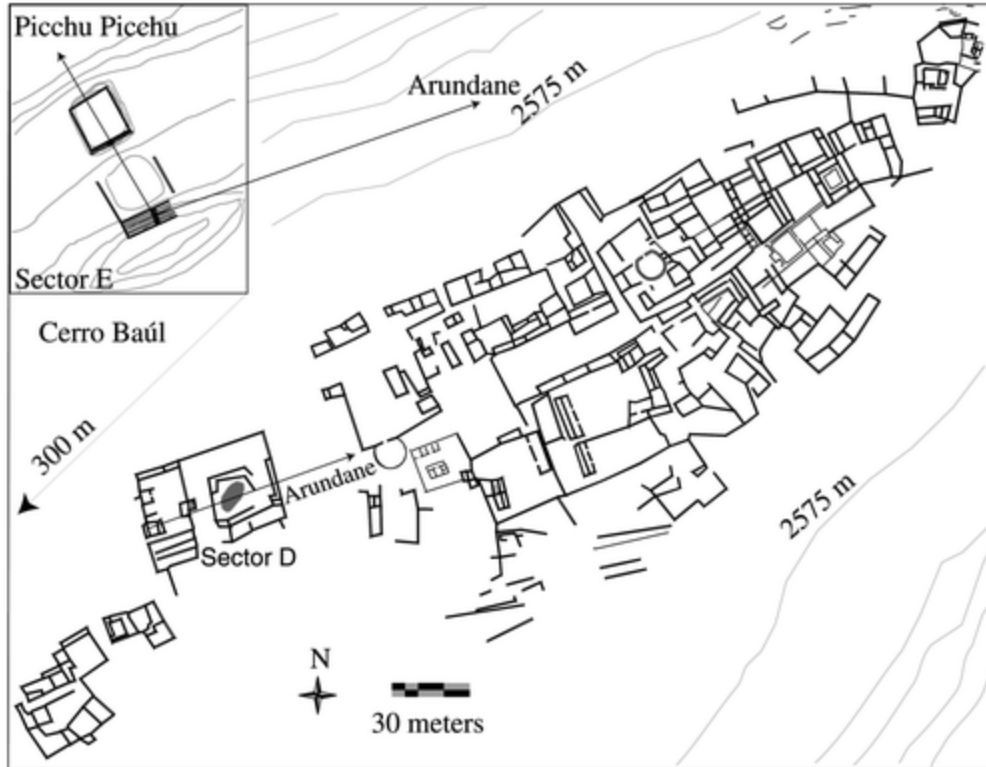 Picchu Picchu
Arundane
2575 m
Sector E
Cerro Baúl
300 m
Arundane
Sector D
2575 m
N
30 meters